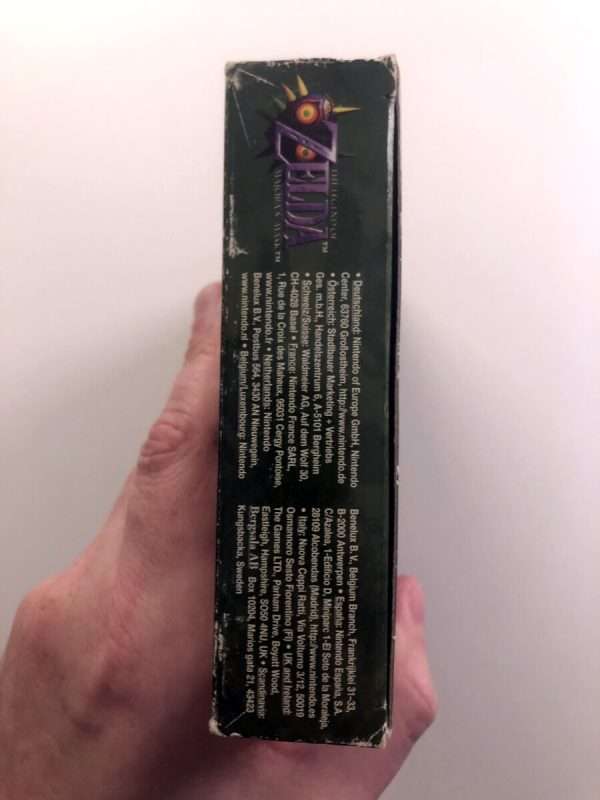 THE LEGEND OF
ZELDA™
MAJORA'S MASK™
• Deutschland: Nintendo of Europe GmbH, Nintendo
Center, 63760 Großostheim, http://www.nintendo.de
• Österreich: Stadlbauer Marketing + Vertriebs
Ges. m.b.H., Handelszentrum 6, A-5101 Bergheim
• Schweiz/Suisse: Waldmeier AG, Auf dem Wolf 30,
CH-4028 Basel • France: Nintendo France SARL,
1, Rue de la Croix des Maheux, 95031 Cergy Pontoise,
www.nintendo.fr • Netherlands: Nintendo
Benelux B.V., Postbus 564, 3430 AN Nieuwegein,
www.nintendo.nl • Belgium/Luxembourg: Nintendo
Benelux B.V., Belgium Branch, Frankrijklei 31-33,
B-2000 Antwerpen • España: Nintendo España, S.A.
C/Azalea, 1-Edificio D, Miniparc 1-El Soto de la Moraleja,
28109 Alcobendas (Madrid), http://www.nintendo.es
• Italy: Nuova Ceppi Ratti, Via Volturno 3/12, 50019
Osmannoro Sesto Fiorentino (FI) • UK and Ireland:
The Games LTD., Parham Drive, Boyatt Wood,
Eastleigh, Hampshire, SO50 4NU, UK • Scandinavia:
Bergsala AB Box 10204, Marios gata 21, 43423
Kungsbacka, Sweden